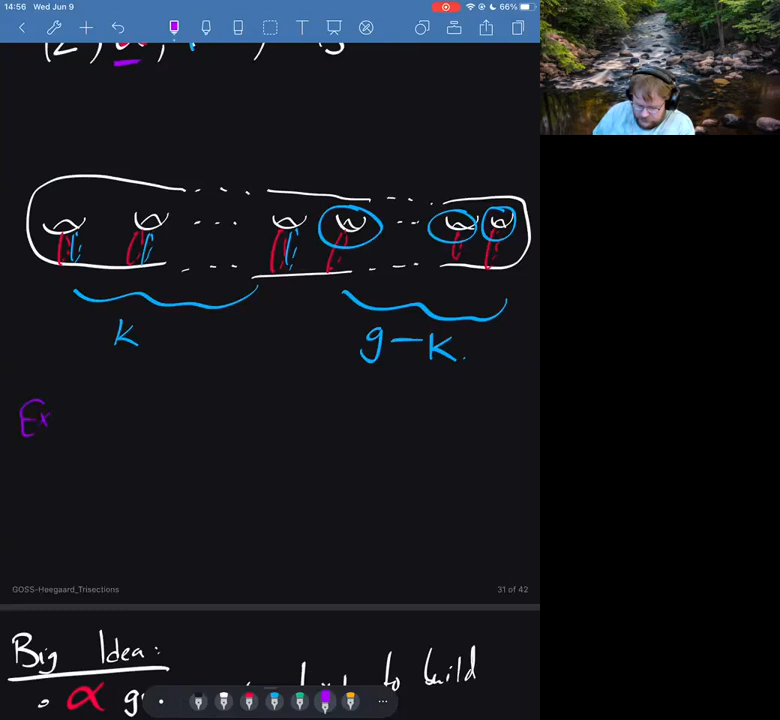 14:56 Wed Jun 9
66%
k
g-k.
Ex
GOSS-Heegaard_Trisections
31 of 42
Big Idea:
α
to build